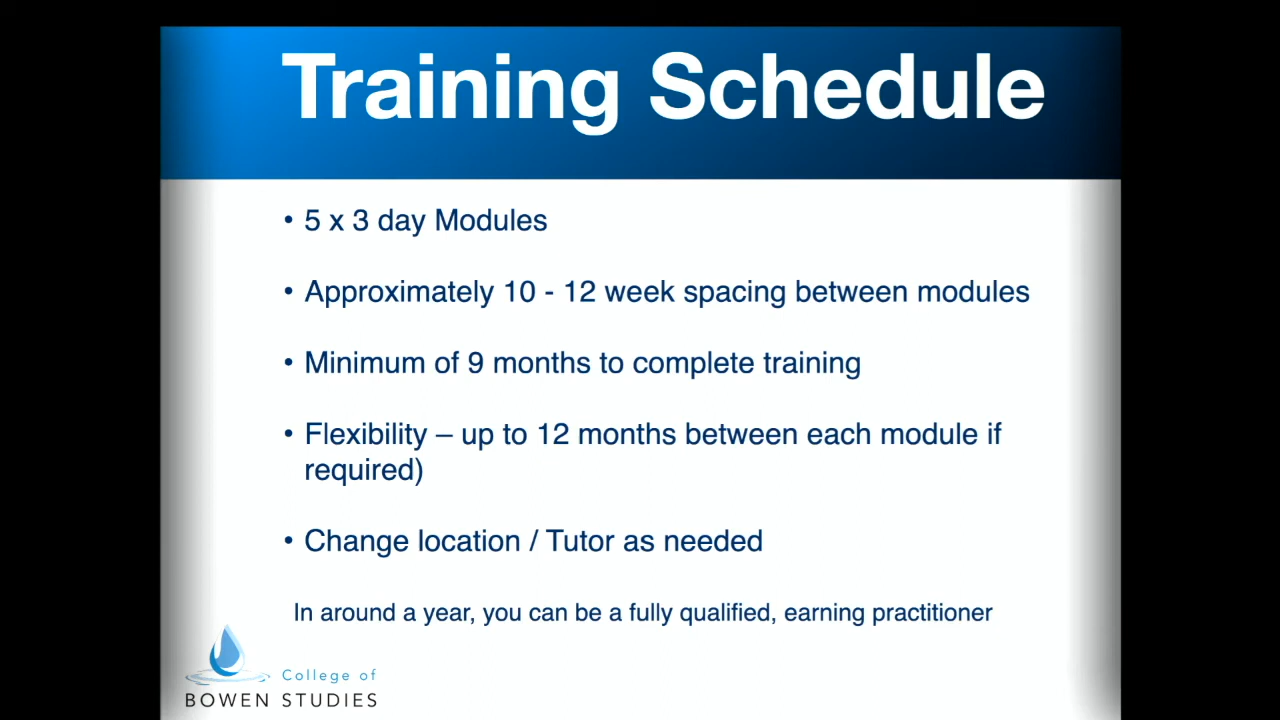 Training Schedule
• 5 x 3 day Modules
• Approximately 10 - 12 week spacing between modules
• Minimum of 9 months to complete training
• Flexibility – up to 12 months between each module if
required)
• Change location / Tutor as needed
In around a year, you can be a fully qualified, earning practitioner
College of
BOWEN STUDIES